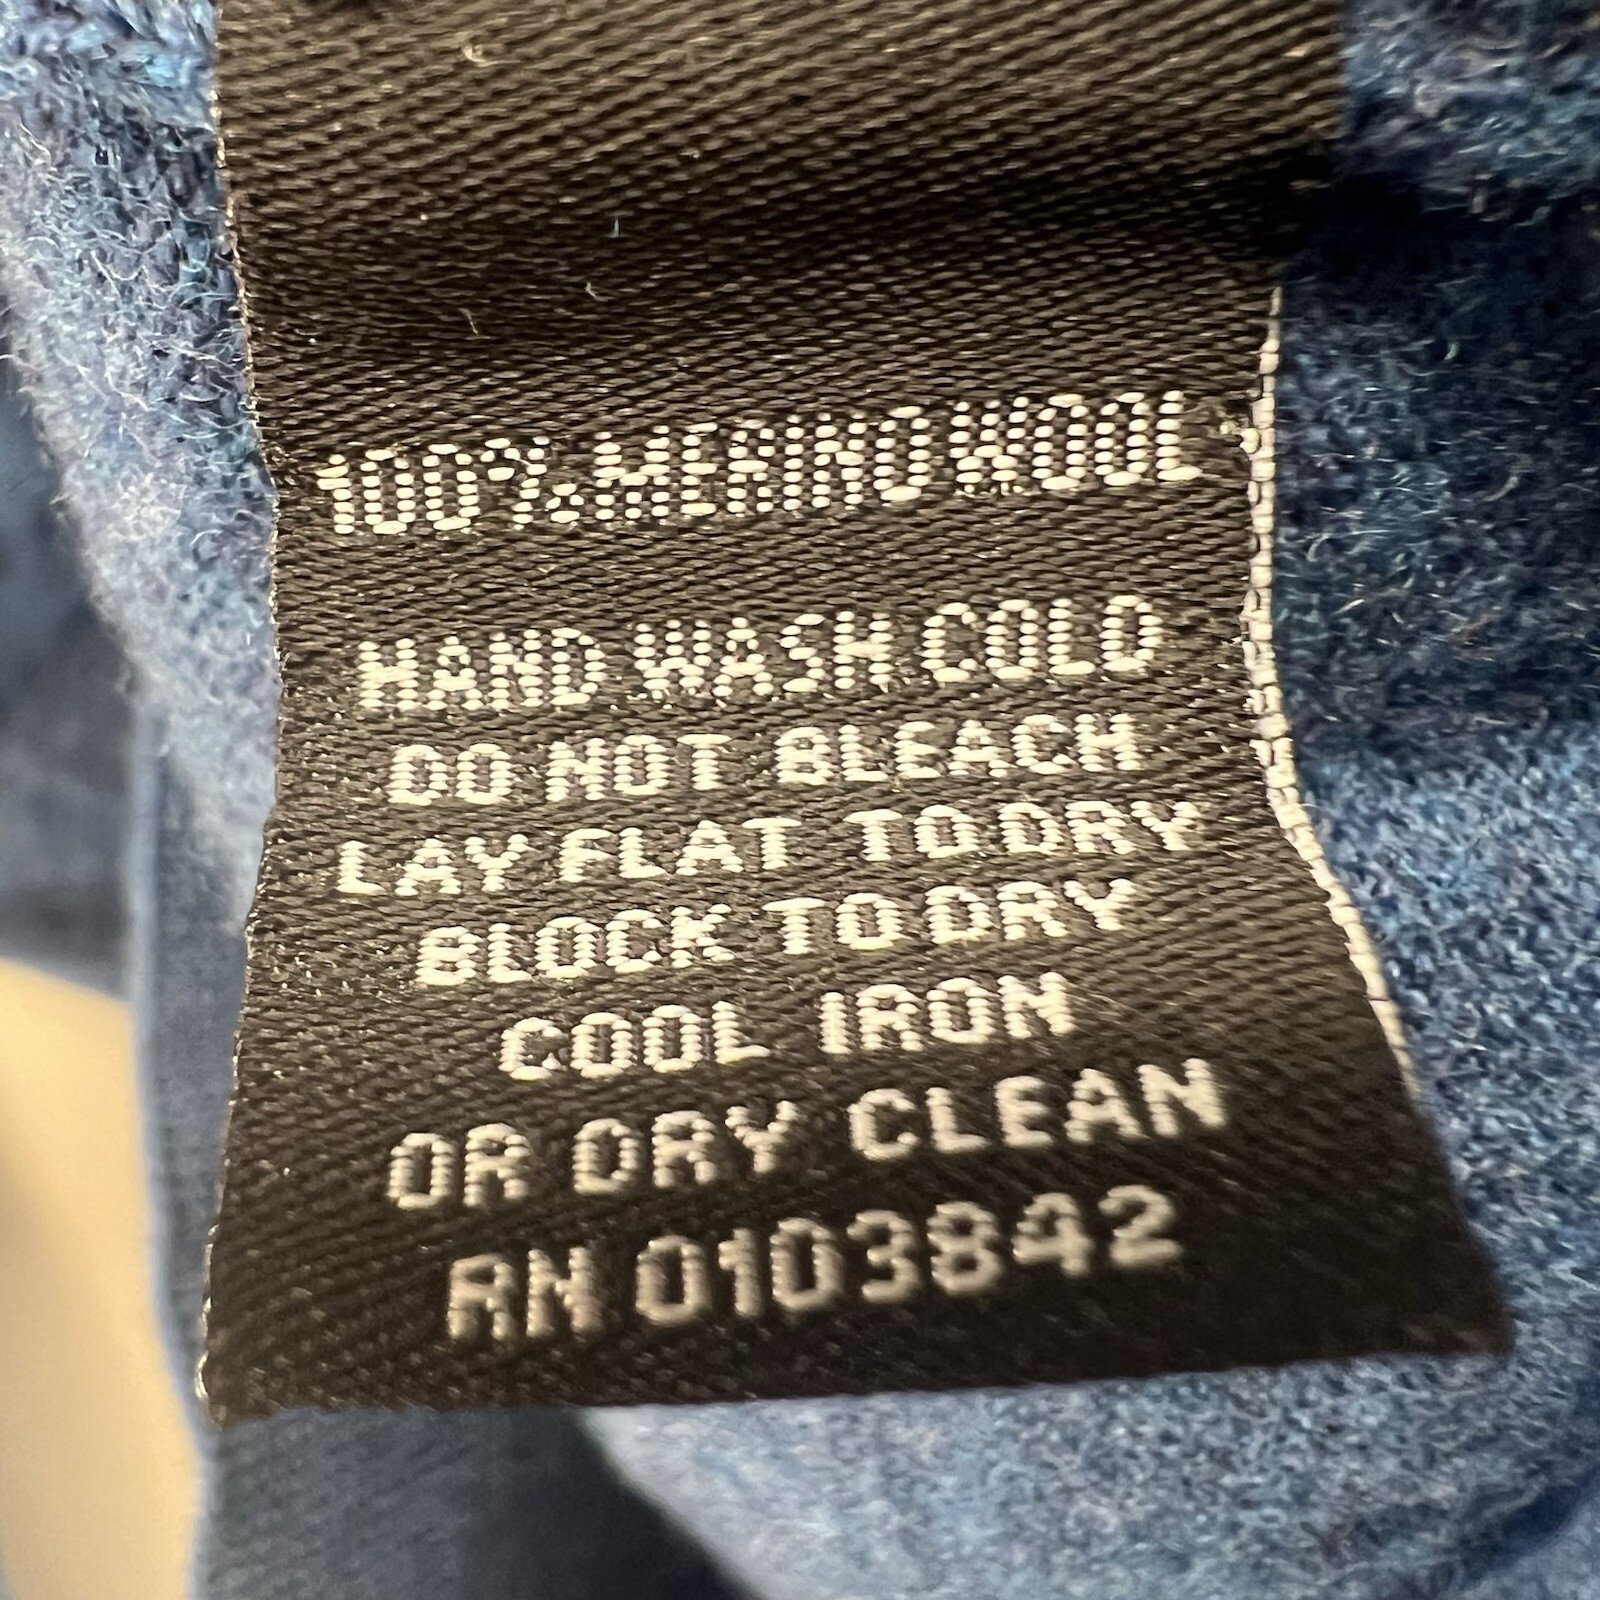 100% MERINO WOOL
HAND WASH COLD
DO NOT BLEACH
LAY FLAT TO DRY
BLOCK TO DRY
COOL IRON
OR DRY CLEAN
RN 0103842